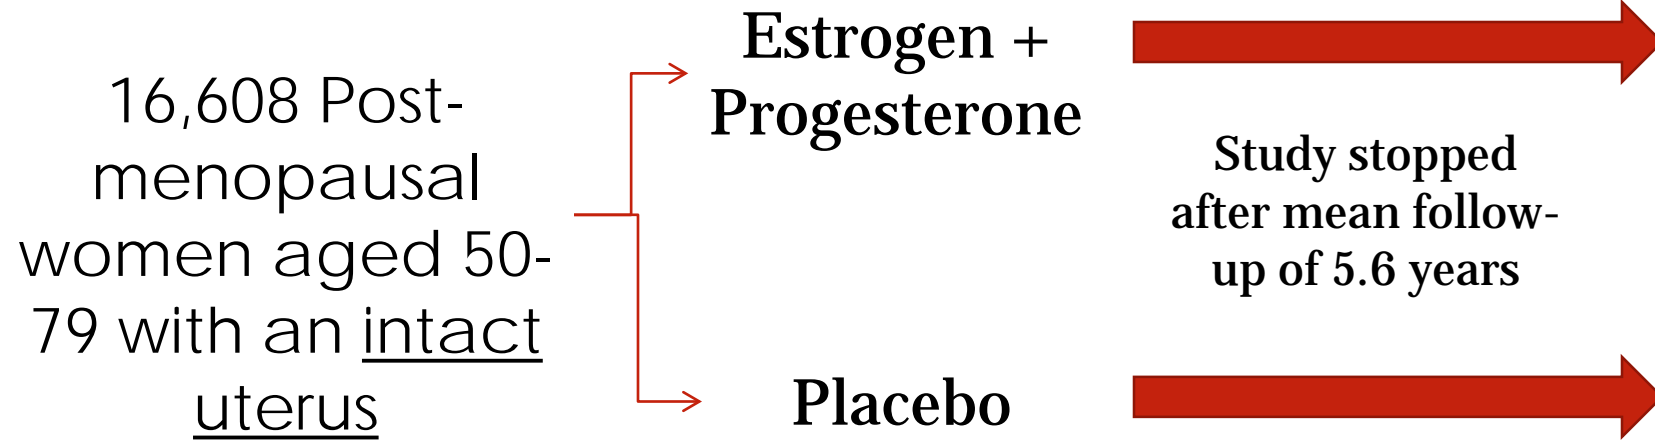 16,608 Post-
menopausal
women aged 50-
79 with an intact
uterus
Estrogen +
Progesterone
Study stopped
after mean follow-
up of 5.6 years
Placebo